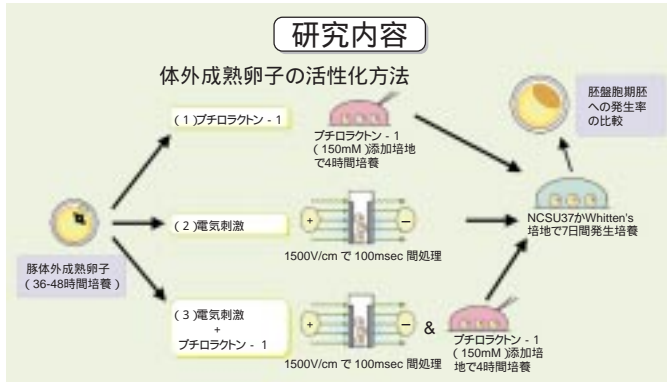 研究内容
体外成熟卵子の活性化方法
(1)ブチロラクトン - 1
ブチロラクトン - 1
(150mM)添加培地
で4時間培養
胚盤胞期胚
への発生率
の比較
(2)電気刺激
+
−
1500V/cm で 100msec 間処理
NCSU37かWhitten's
培地で7日間発生培養
豚体外成熟卵子
(36-48時間培養)
(3)電気刺激
+
ブチロラクトン - 1
+
−
&
1500V/cm で 100msec 間処理
ブチロラクトン - 1
(150mM)添加培
地で4時間培養